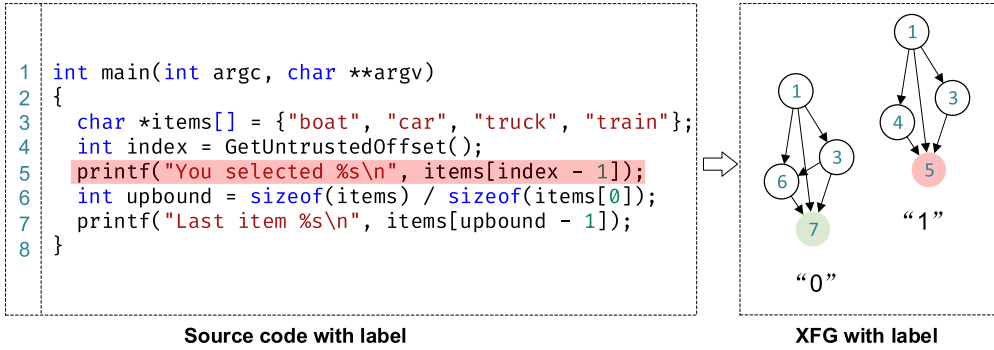 1 int main(int argc, char **argv)
2 {
3 char *items[] = {"boat", "car", "truck", "train"};
4 int index = GetUntrustedOffset();
5 printf("You selected %s\n", items[index - 1]);
6 int upbound = sizeof(items) / sizeof(items[0]);
7 printf("Last item %s\n", items[upbound - 1]);
8 }
Source code with label
1
3
6
7
“0”
1
3
4
5
“1”
XFG with label